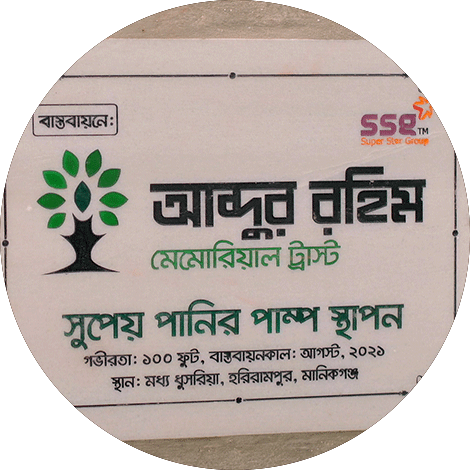 বাস্তবায়নে:
SSG™
Super Star Group
আব্দুর রহিম
মেমোরিয়াল ট্রাস্ট
সুপেয় পানির পাম্প স্থাপন
গভীরতা: ১০০ ফুট, বাস্তবায়নকাল: আগস্ট, ২০২১
স্থান: মধ্য ধুসরিয়া, হরিরামপুর, মানিকগঞ্জ